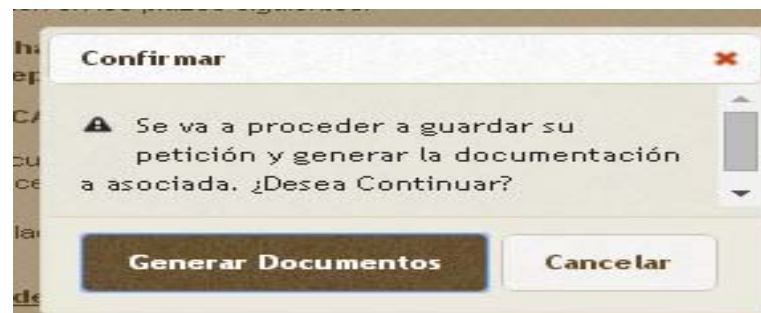 Confirmar
Se va a proceder a guardar su
petición y generar la documentación
a asociada. ¿Desea Continuar?
Generar Documentos
Cancelar